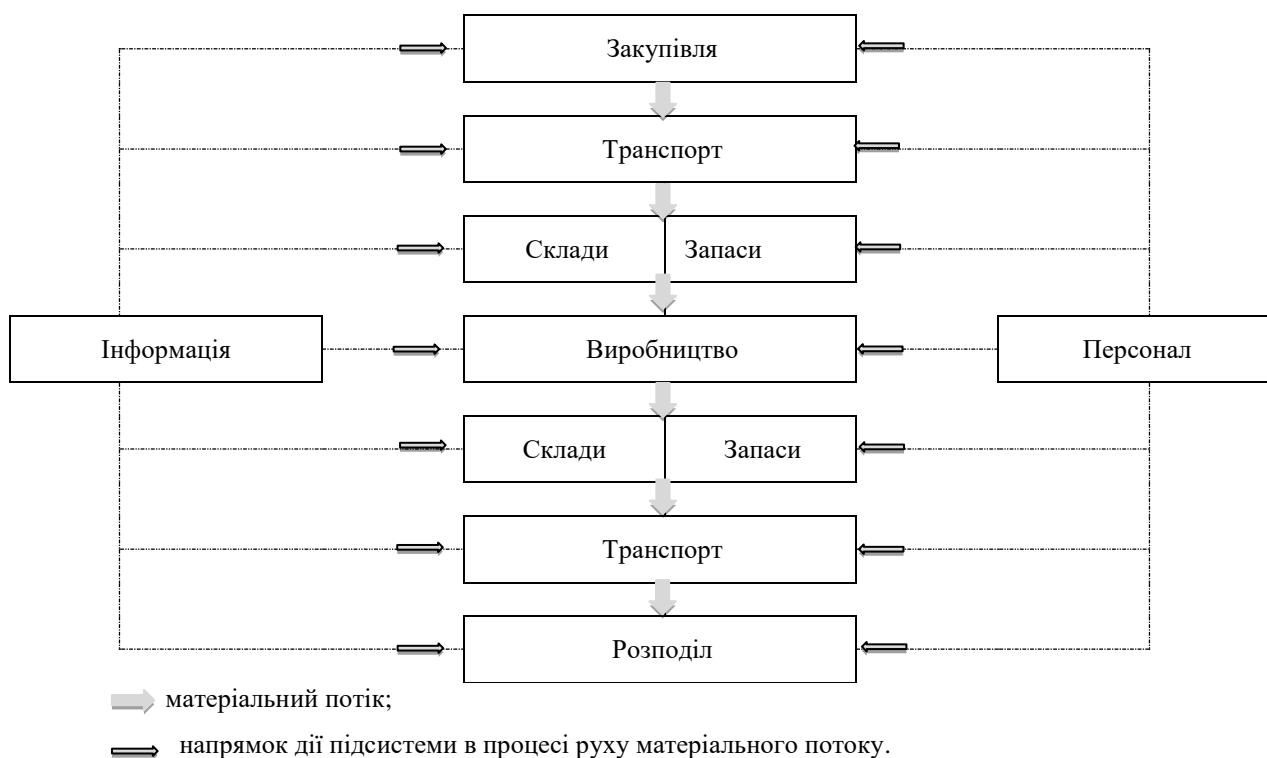 Закупівля
Транспорт
Склади Запаси
Інформація Виробництво Персонал
Склади Запаси
Транспорт
Розподіл
матеріальний потік;
напрямок дії підсистеми в процесі руху матеріального потоку.